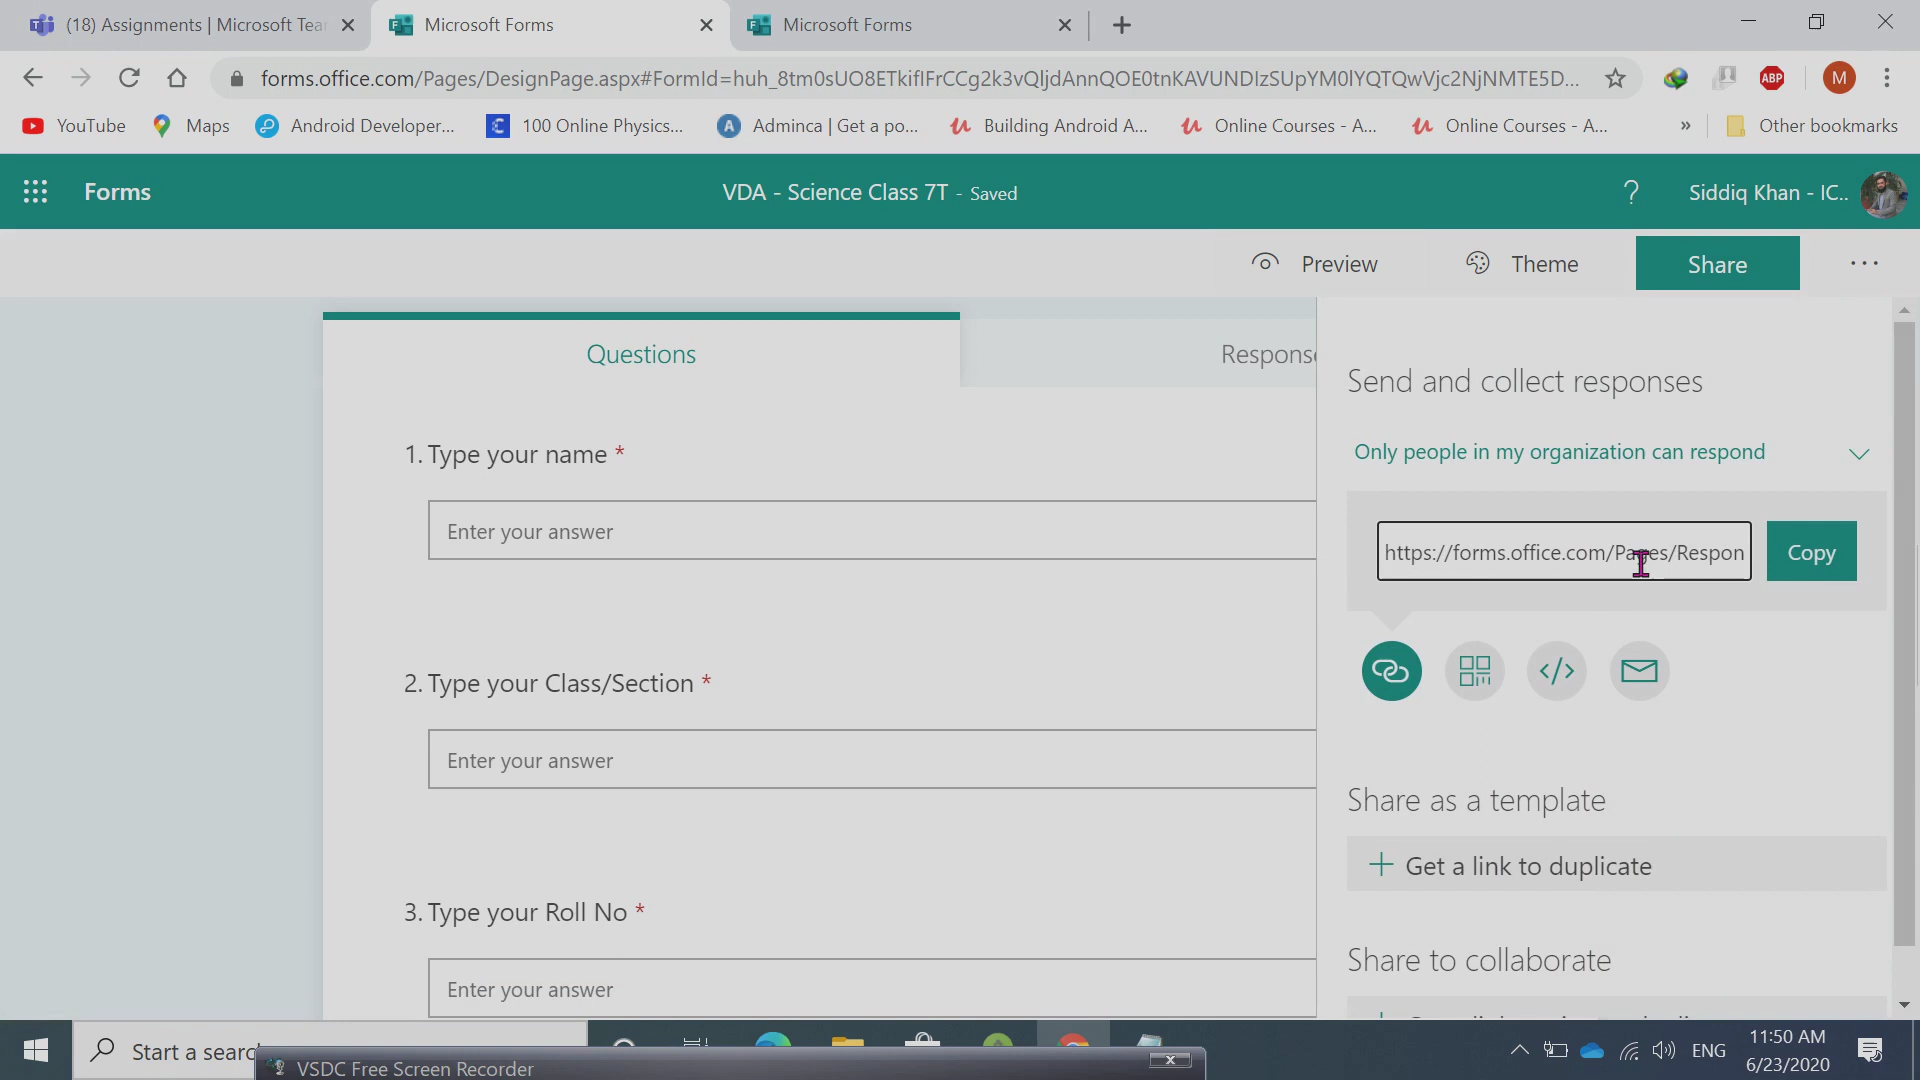 (18) Assignments | Microsoft Tea
Microsoft Forms
Microsoft Forms
forms.office.com/Pages/DesignPage.aspx#FormId=huh_8tm0sUO8ETkifIFrCCg2k3vQljdAnnQOE0tnKAVUNDIzSUpYM0lYQTQwVjc2NjNMTE5D...
ABP
M
YouTube
Maps
Android Developer...
100 Online Physics...
Adminca | Get a po...
Building Android A...
Online Courses - A...
Online Courses - A...
»
Other bookmarks
Forms
VDA - Science Class 7T - Saved
?
Siddiq Khan - IC..
Preview
Theme
Share
...
Questions
Response
Send and collect responses
Only people in my organization can respond
1. Type your name *
Enter your answer
https://forms.office.com/Pages/Respon
Copy
2. Type your Class/Section *
Enter your answer
Share as a template
+ Get a link to duplicate
3. Type your Roll No *
Enter your answer
Share to collaborate
Start a searc
VSDC Free Screen Recorder
ENG
11:50 AM
6/23/2020